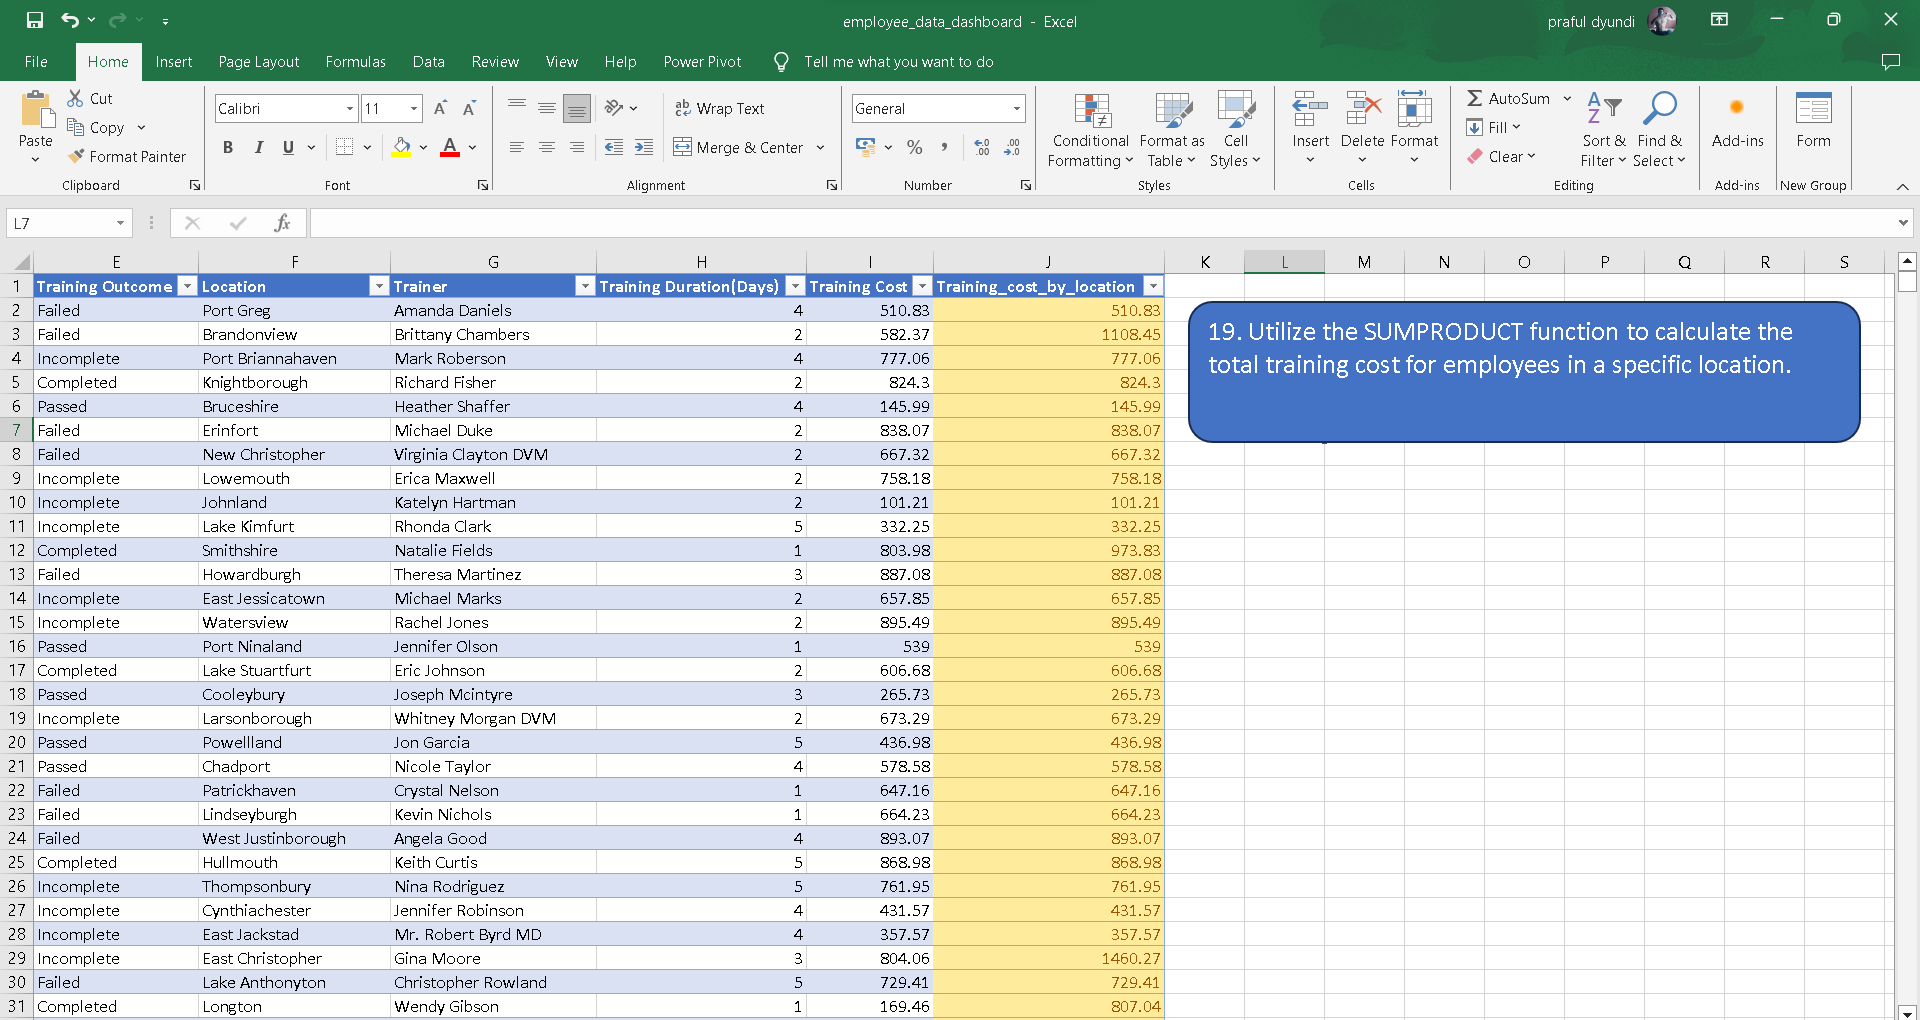 employee_data_dashboard - Excel
praful dyundi
File Home Insert Page Layout Formulas Data Review View Help Power Pivot Tell me what you want to do
Paste
Cut
Copy
Format Painter
Clipboard
Calibri 11
B I U
Font
Wrap Text
Merge & Center
Alignment
General
Number
Conditional Formatting
Format as Table
Cell Styles
Styles
Insert Delete Format
Cells
AutoSum
Fill
Clear
Sort & Filter
Find & Select
Editing
Add-ins
Add-ins
Form
New Group
L7 fx
E F G H I J K L M N O P Q R S
1 Training Outcome Location Trainer Training Duration(Days) Training Cost Training_cost_by_location
2 Failed Port Greg Amanda Daniels 4 510.83 510.83
3 Failed Brandonview Brittany Chambers 2 582.37 1108.45
4 Incomplete Port Briannahaven Mark Roberson 4 777.06 777.06
5 Completed Knightborough Richard Fisher 2 824.3 824.3
6 Passed Bruceshire Heather Shaffer 4 145.99 145.99
7 Failed Erinfort Michael Duke 2 838.07 838.07
8 Failed New Christopher Virginia Clayton DVM 2 667.32 667.32
9 Incomplete Lowemouth Erica Maxwell 2 758.18 758.18
10 Incomplete Johnland Katelyn Hartman 2 101.21 101.21
11 Incomplete Lake Kimfurt Rhonda Clark 5 332.25 332.25
12 Completed Smithshire Natalie Fields 1 803.98 973.83
13 Failed Howardburgh Theresa Martinez 3 887.08 887.08
14 Incomplete East Jessicatown Michael Marks 2 657.85 657.85
15 Incomplete Watersview Rachel Jones 2 895.49 895.49
16 Passed Port Ninaland Jennifer Olson 1 539 539
17 Completed Lake Stuartfurt Eric Johnson 2 606.68 606.68
18 Passed Cooleybury Joseph Mcintyre 3 265.73 265.73
19 Incomplete Larsonborough Whitney Morgan DVM 2 673.29 673.29
20 Passed Powellland Jon Garcia 5 436.98 436.98
21 Passed Chadport Nicole Taylor 4 578.58 578.58
22 Failed Patrickhaven Crystal Nelson 1 647.16 647.16
23 Failed Lindseyburgh Kevin Nichols 1 664.23 664.23
24 Failed West Justinborough Angela Good 4 893.07 893.07
25 Completed Hullmouth Keith Curtis 5 868.98 868.98
26 Incomplete Thompsonbury Nina Rodriguez 5 761.95 761.95
27 Incomplete Cynthiachester Jennifer Robinson 4 431.57 431.57
28 Incomplete East Jackstad Mr. Robert Byrd MD 4 357.57 357.57
29 Incomplete East Christopher Gina Moore 3 804.06 1460.27
30 Failed Lake Anthonyton Christopher Rowland 5 729.41 729.41
31 Completed Longton Wendy Gibson 1 169.46 807.04
19. Utilize the SUMPRODUCT function to calculate the
total training cost for employees in a specific location.